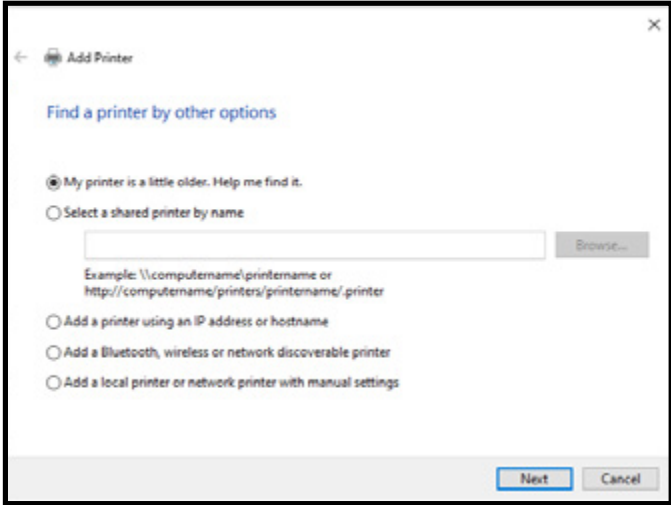 Add Printer
Find a printer by other options
My printer is a little older. Help me find it.
Select a shared printer by name
Browse...
Example: \\computername\printername or
http://computername/printers/printername/.printer
Add a printer using an IP address or hostname
Add a Bluetooth, wireless or network discoverable printer
Add a local printer or network printer with manual settings
Next Cancel